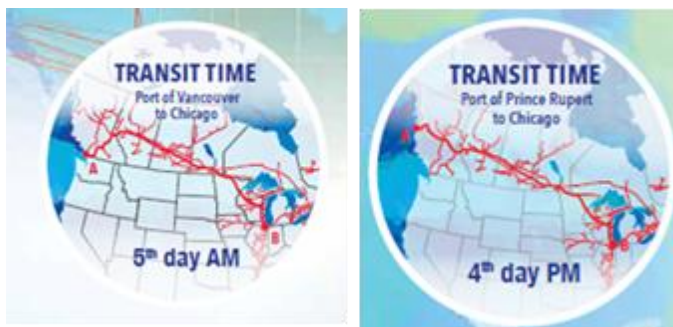 TRANSIT TIME
Port of Vancouver
to Chicago
A
B
5th day AM
TRANSIT TIME
Port of Prince Rupert
to Chicago
A
B
4th day PM